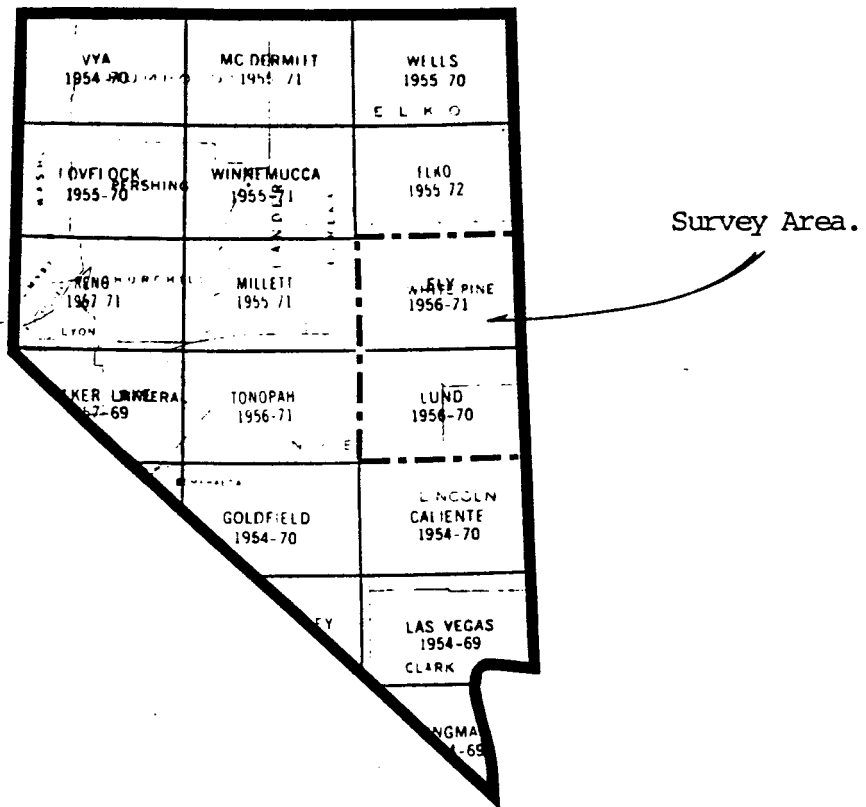 VYA
1954-70
MC DERMITT
1955 71
WELLS
1955 70
E L K O
LOVELOCK
1955-70
PERSHING
WINNEMUCCA
1955-71
ELKO
1955 72
Survey Area.
RENO
1957 71
LYON
MILLETT
1955 71
ELY
WHITE PINE
1956-71
TONOPAH
1956-71
LUND
1956-70
LINCOLN
GOLDFIELD
1954-70
CALIENTE
1954-70
LAS VEGAS
1954-69
CLARK